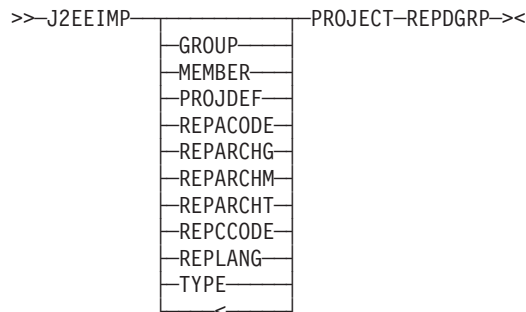 >>─J2EEIMP─┬──────────┬─PROJECT─REPDGRP─><
├─GROUP────┤
├─MEMBER───┤
├─PROJDEF──┤
├─REPACODE─┤
├─REPARCHG─┤
├─REPARCHM─┤
├─REPARCHT─┤
├─REPCCODE─┤
├─REPLANG──┤
├─TYPE─────┤
└────<─────┘